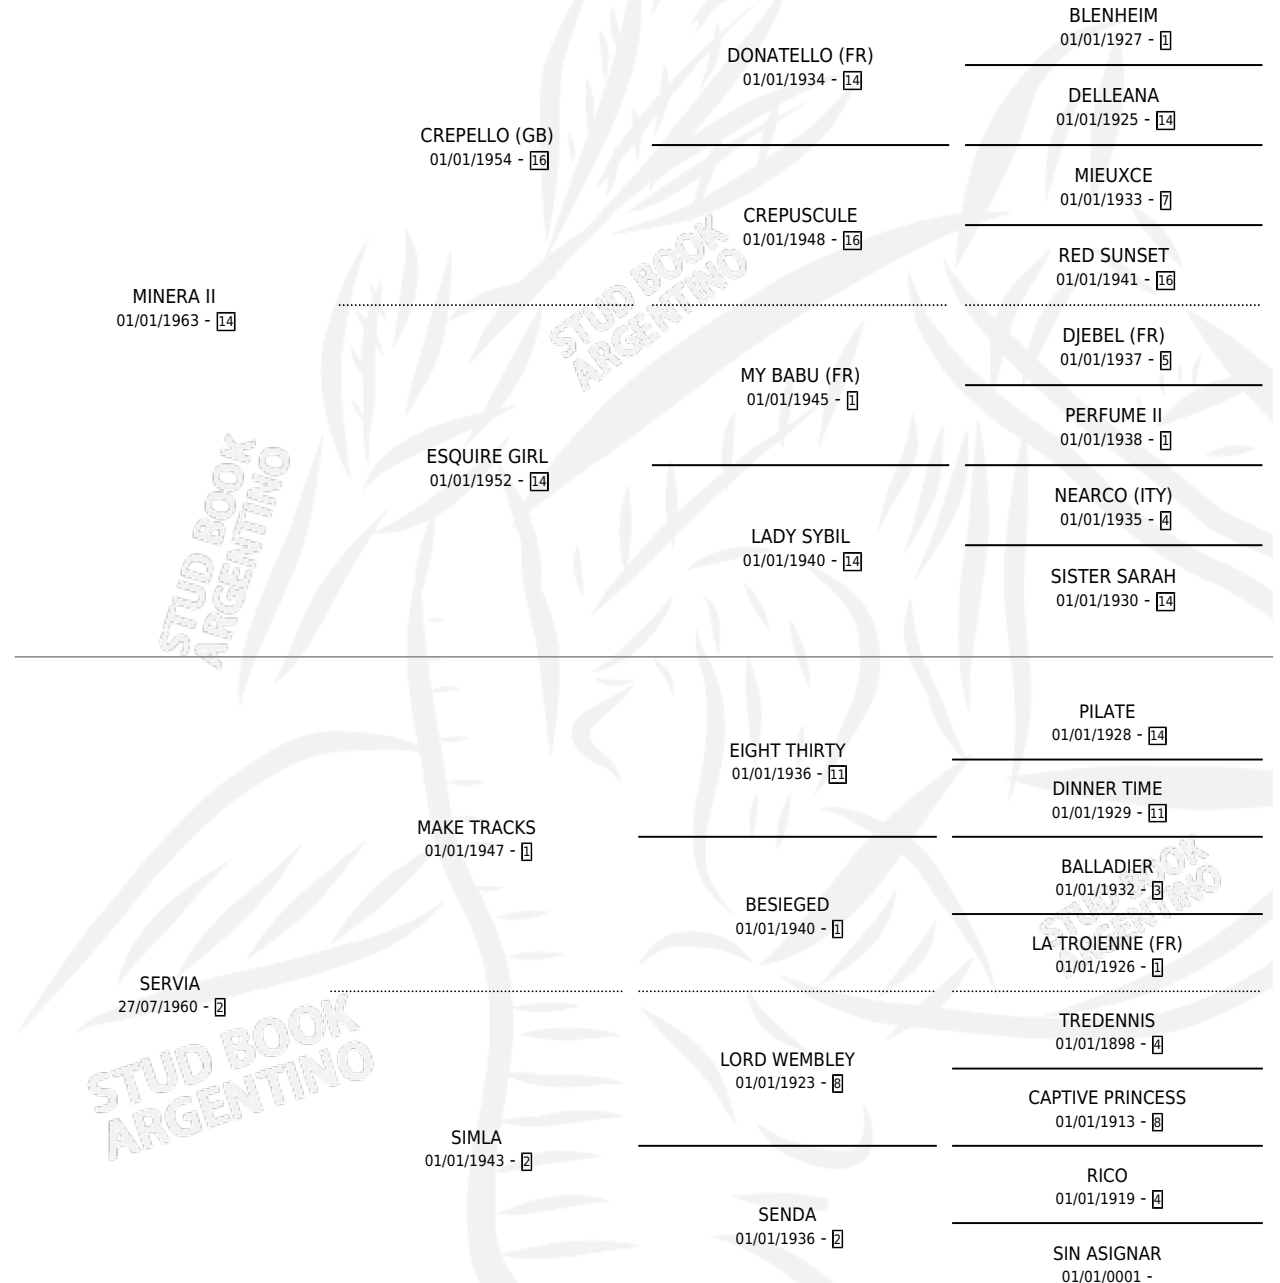 BLENHEIM
01/01/1927 - 1
DONATELLO (FR)
01/01/1934 - 14
DELLEANA
01/01/1925 - 14
CREPELLO (GB)
01/01/1954 - 16
MIEUXCE
01/01/1933 - 7
CREPUSCULE
01/01/1948 - 16
RED SUNSET
01/01/1941 - 16
MINERA II
01/01/1963 - 14
DJEBEL (FR)
01/01/1937 - 5
MY BABU (FR)
01/01/1945 - 1
PERFUME II
01/01/1938 - 1
ESQUIRE GIRL
01/01/1952 - 14
NEARCO (ITY)
01/01/1935 - 4
LADY SYBIL
01/01/1940 - 14
SISTER SARAH
01/01/1930 - 14
STUD BOOK
ARGENTINO
STUD BOOK
ARGENTINO
PILATE
01/01/1928 - 14
EIGHT THIRTY
01/01/1936 - 11
DINNER TIME
01/01/1929 - 11
MAKE TRACKS
01/01/1947 - 1
BALLADIER
01/01/1932 - 3
BESIEGED
01/01/1940 - 1
LA TROIENNE (FR)
01/01/1926 - 1
SERVIA
27/07/1960 - 2
TREDENNIS
01/01/1898 - 4
LORD WEMBLEY
01/01/1923 - 8
CAPTIVE PRINCESS
01/01/1913 - 8
SIMLA
01/01/1943 - 2
RICO
01/01/1919 - 4
SENDA
01/01/1936 - 2
SIN ASIGNAR
01/01/0001 -
STUD BOOK
ARGENTINO
STUD BOOK
ARGENTINO